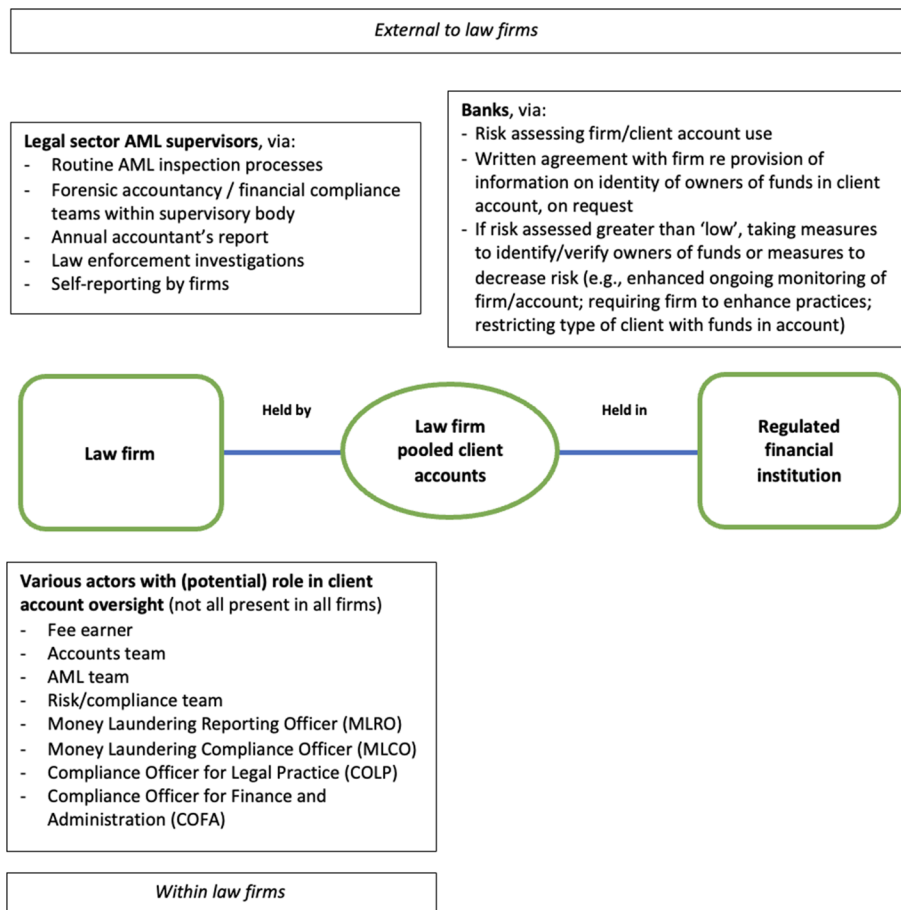 External to law firms
Legal sector AML supervisors, via:
- Routine AML inspection processes
- Forensic accountancy / financial compliance
teams within supervisory body
- Annual accountant's report
- Law enforcement investigations
- Self-reporting by firms
Banks, via:
- Risk assessing firm/client account use
- Written agreement with firm re provision of
information on identity of owners of funds in client
account, on request
- If risk assessed greater than ‘low’, taking measures
to identify/verify owners of funds or measures to
decrease risk (e.g., enhanced ongoing monitoring of
firm/account; requiring firm to enhance practices;
restricting type of client with funds in account)
Law firm
Held by
Law firm
pooled client
accounts
Held in
Regulated
financial
institution
Various actors with (potential) role in client
account oversight (not all present in all firms)
- Fee earner
- Accounts team
- AML team
- Risk/compliance team
- Money Laundering Reporting Officer (MLRO)
- Money Laundering Compliance Officer (MLCO)
- Compliance Officer for Legal Practice (COLP)
- Compliance Officer for Finance and
Administration (COFA)
Within law firms